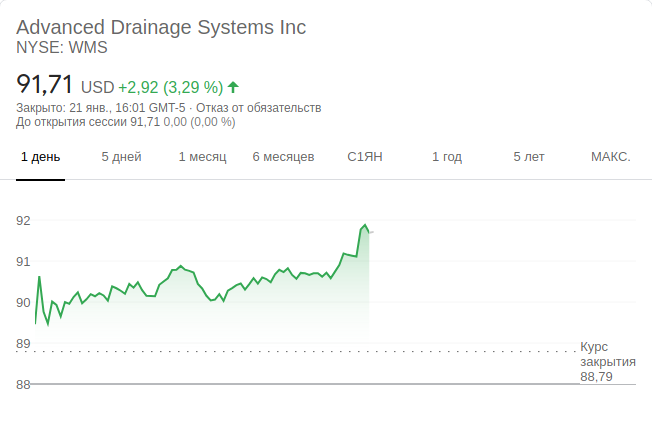 Advanced Drainage Systems Inc
NYSE: WMS
91,71 USD +2,92 (3,29 %)
Закрыто: 21 янв., 16:01 GMT-5 · Отказ от обязательств
До открытия сессии 91,71 0,00 (0,00 %)
1 день 5 дней 1 месяц 6 месяцев С1ЯН 1 год 5 лет МАКС.
92
91
90
89
88
Курс
закрытия
88,79